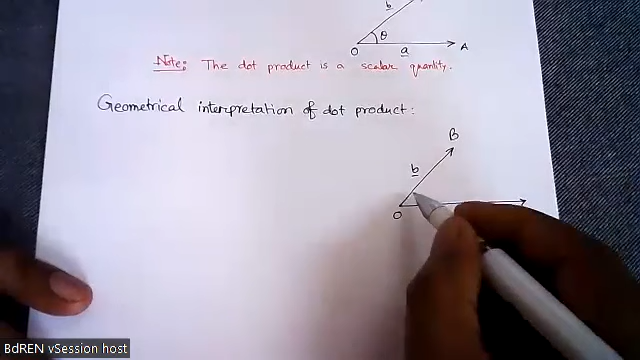 b
θ
O
a
A
Note: The dot product is a scalar quantity.
Geometrical interpretation of dot product:
B
b
O
BdREN vSession host